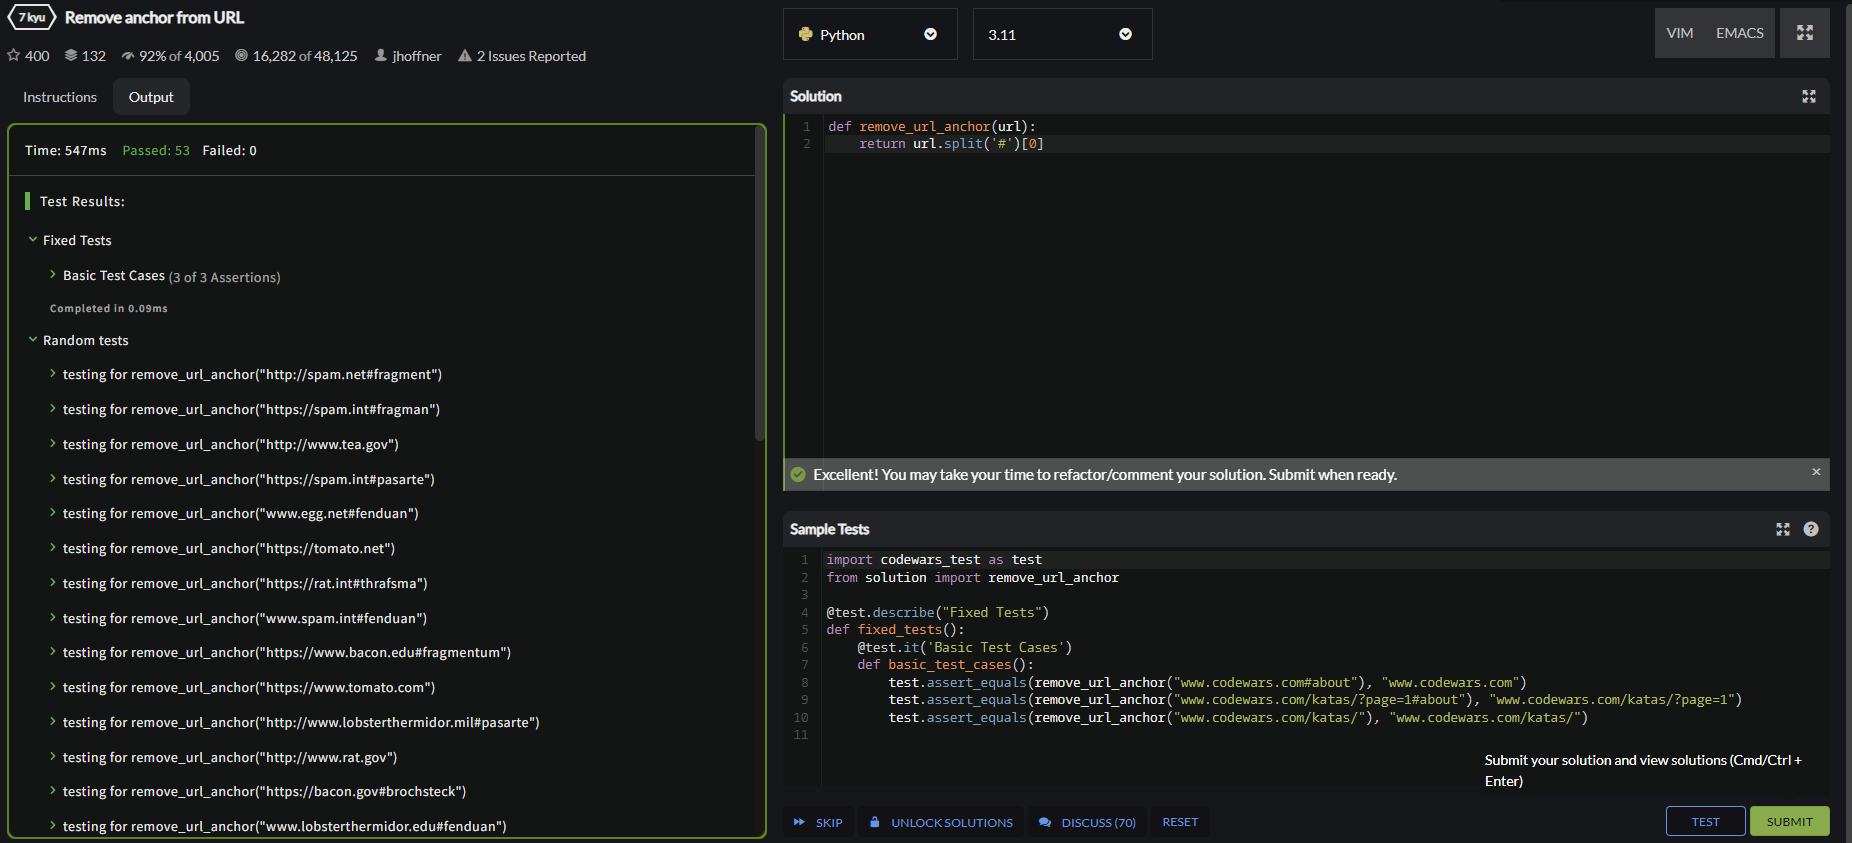 7 kyu Remove anchor from URL
400 132 92% of 4,005 16,282 of 48,125 jhoffner 2 Issues Reported
Instructions Output
Time: 547ms Passed: 53 Failed: 0
Test Results:
Fixed Tests
Basic Test Cases (3 of 3 Assertions)
Completed in 0.09ms
Random tests
testing for remove_url_anchor("http://spam.net#fragment")
testing for remove_url_anchor("https://spam.int#fragman")
testing for remove_url_anchor("http://www.tea.gov")
testing for remove_url_anchor("https://spam.int#pasarte")
testing for remove_url_anchor("www.egg.net#fenduan")
testing for remove_url_anchor("https://tomato.net")
testing for remove_url_anchor("https://rat.int#thrafsma")
testing for remove_url_anchor("www.spam.int#fenduan")
testing for remove_url_anchor("https://www.bacon.edu#fragmentum")
testing for remove_url_anchor("https://www.tomato.com")
testing for remove_url_anchor("http://www.lobsterthermidor.mil#pasarte")
testing for remove_url_anchor("http://www.rat.gov")
testing for remove_url_anchor("https://bacon.gov#brochsteck")
testing for remove_url_anchor("www.lobsterthermidor.edu#fenduan")
Python 3.11 VIM EMACS
Solution
1 def remove_url_anchor(url):
2     return url.split('#')[0]
Excellent! You may take your time to refactor/comment your solution. Submit when ready. ×
Sample Tests ?
1 import codewars_test as test
2 from solution import remove_url_anchor
3
4 @test.describe("Fixed Tests")
5 def fixed_tests():
6     @test.it('Basic Test Cases')
7     def basic_test_cases():
8         test.assert_equals(remove_url_anchor("www.codewars.com#about"), "www.codewars.com")
9         test.assert_equals(remove_url_anchor("www.codewars.com/katas/?page=1#about"), "www.codewars.com/katas/?page=1")
10         test.assert_equals(remove_url_anchor("www.codewars.com/katas/"), "www.codewars.com/katas/")
11
Submit your solution and view solutions (Cmd/Ctrl +
Enter)
SKIP UNLOCK SOLUTIONS DISCUSS (70) RESET TEST SUBMIT